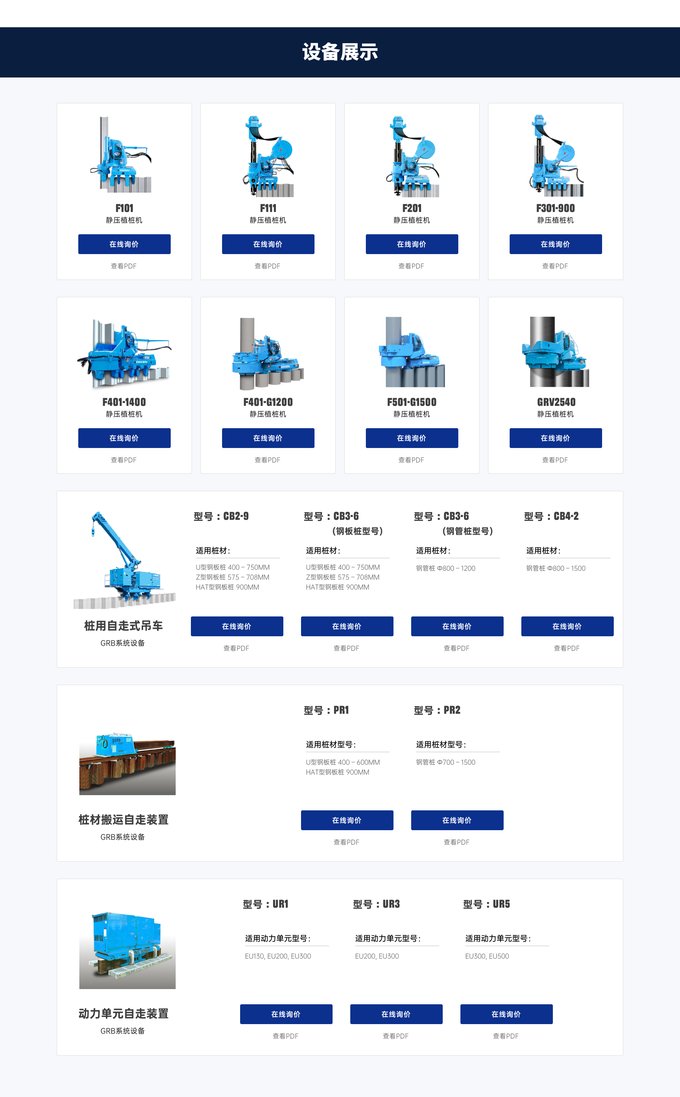 设备展示
F101
静压植桩机
在线询价
查看PDF
F111
静压植桩机
在线询价
查看PDF
F201
静压植桩机
在线询价
查看PDF
F301-900
静压植桩机
在线询价
查看PDF
F401-1400
静压植桩机
在线询价
查看PDF
F401-G1200
静压植桩机
在线询价
查看PDF
F501-G1500
静压植桩机
在线询价
查看PDF
GRV2540
静压植桩机
在线询价
查看PDF
桩用自走式吊车
GRB系统设备
型号：CB2-9
适用桩材：
U型钢板桩 400 – 750MM
Z型钢板桩 575 – 708MM
HAT型钢板桩 900MM
在线询价
查看PDF
型号：CB3-6
(钢板桩型号)
适用桩材：
U型钢板桩 400 – 750MM
Z型钢板桩 575 – 708MM
HAT型钢板桩 900MM
在线询价
查看PDF
型号：CB3-6
(钢管桩型号)
适用桩材：
钢管桩 Φ800 – 1200
在线询价
查看PDF
型号：CB4-2
适用桩材：
钢管桩 Φ800 – 1500
在线询价
查看PDF
桩材搬运自走装置
GRB系统设备
型号：PR1
适用桩材型号：
U型钢板桩 400 – 600MM
HAT型钢板桩 900MM
在线询价
查看PDF
型号：PR2
适用桩材型号：
钢管桩 Φ700 – 1500
在线询价
查看PDF
动力单元自走装置
GRB系统设备
型号：UR1
适用动力单元型号：
EU130, EU200, EU300
在线询价
查看PDF
型号：UR3
适用动力单元型号：
EU200, EU300
在线询价
查看PDF
型号：UR5
适用动力单元型号：
EU300, EU500
在线询价
查看PDF